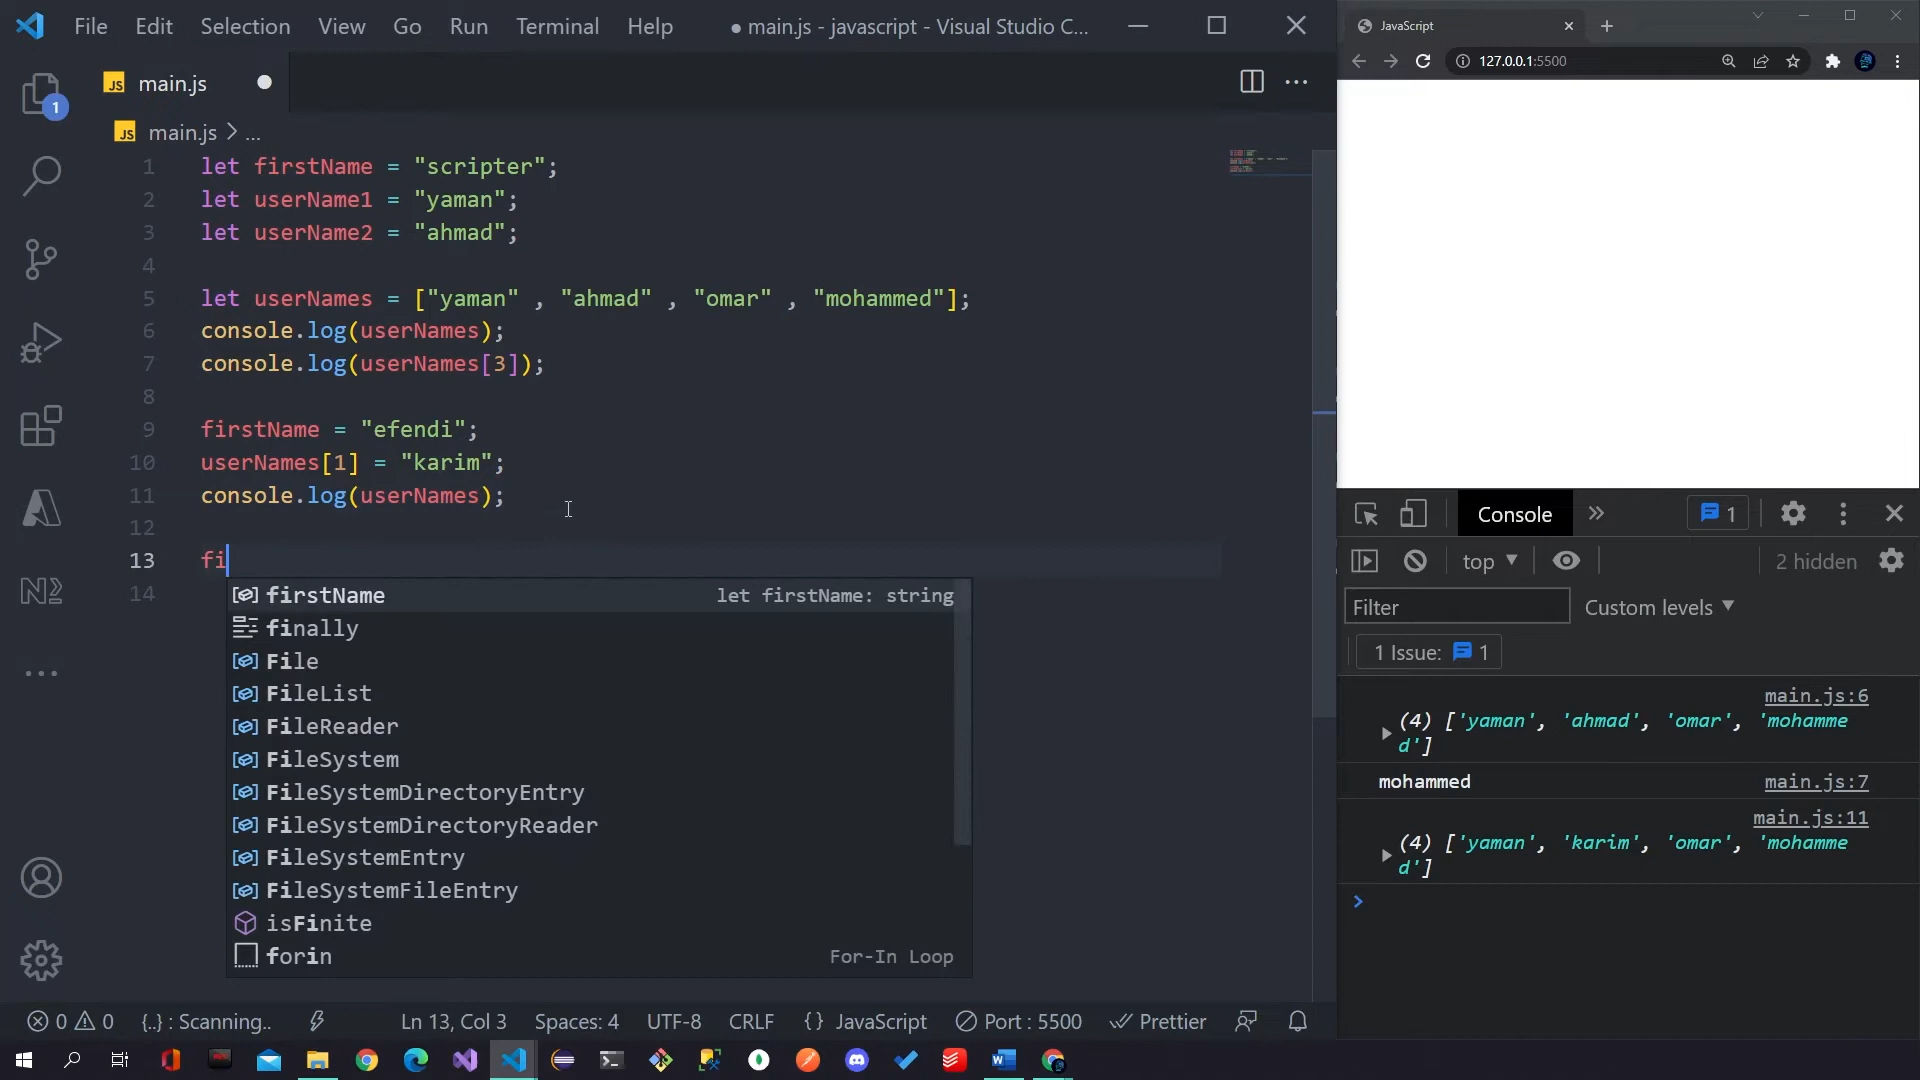 File Edit Selection View Go Run Terminal Help ● main.js - javascript - Visual Studio C...
JS main.js
1
JS main.js > ...
1 let firstName = "scripter";
2 let userName1 = "yaman";
3 let userName2 = "ahmad";
4
5 let userNames = ["yaman" , "ahmad" , "omar" , "mohammed"];
6 console.log(userNames);
7 console.log(userNames[3]);
8
9 firstName = "efendi";
10 userNames[1] = "karim";
11 console.log(userNames);
12
13 fi
14
firstName let firstName: string
finally
File
FileList
FileReader
FileSystem
FileSystemDirectoryEntry
FileSystemDirectoryReader
FileSystemEntry
FileSystemFileEntry
isFinite
forin For-In Loop
0 0 {..} : Scanning.. Ln 13, Col 3 Spaces: 4 UTF-8 CRLF {} JavaScript Port : 5500 Prettier
JavaScript
127.0.0.1:5500
Console » 1
top 2 hidden
Filter Custom levels
1 Issue: 1
main.js:6
(4) ['yaman', 'ahmad', 'omar', 'mohamme
d']
mohammed main.js:7
main.js:11
(4) ['yaman', 'karim', 'omar', 'mohamme
d']
>